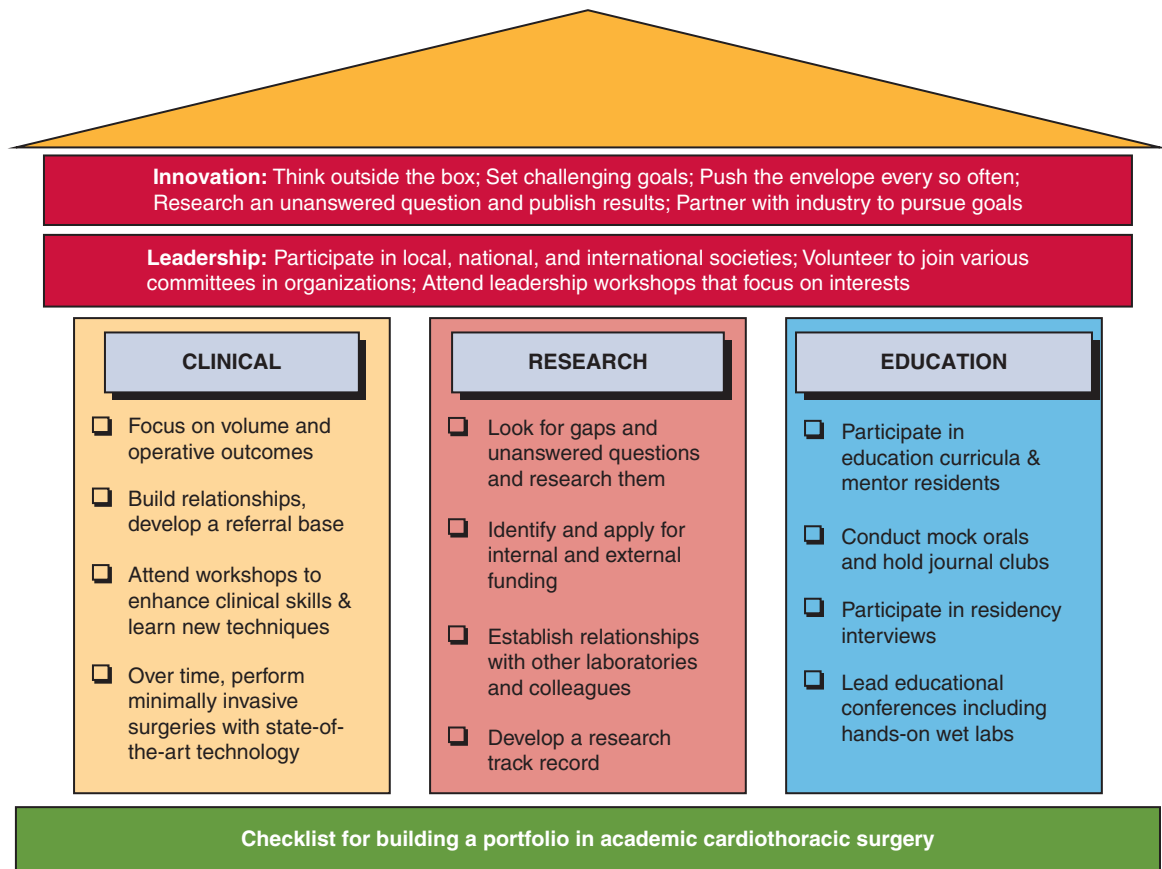 Innovation: Think outside the box; Set challenging goals; Push the envelope every so often;
Research an unanswered question and publish results; Partner with industry to pursue goals
Leadership: Participate in local, national, and international societies; Volunteer to join various
committees in organizations; Attend leadership workshops that focus on interests
CLINICAL
Focus on volume and
operative outcomes
Build relationships,
develop a referral base
Attend workshops to
enhance clinical skills &
learn new techniques
Over time, perform
minimally invasive
surgeries with state-of-
the-art technology
RESEARCH
Look for gaps and
unanswered questions
and research them
Identify and apply for
internal and external
funding
Establish relationships
with other laboratories
and colleagues
Develop a research
track record
EDUCATION
Participate in
education curricula &
mentor residents
Conduct mock orals
and hold journal clubs
Participate in residency
interviews
Lead educational
conferences including
hands-on wet labs
Checklist for building a portfolio in academic cardiothoracic surgery